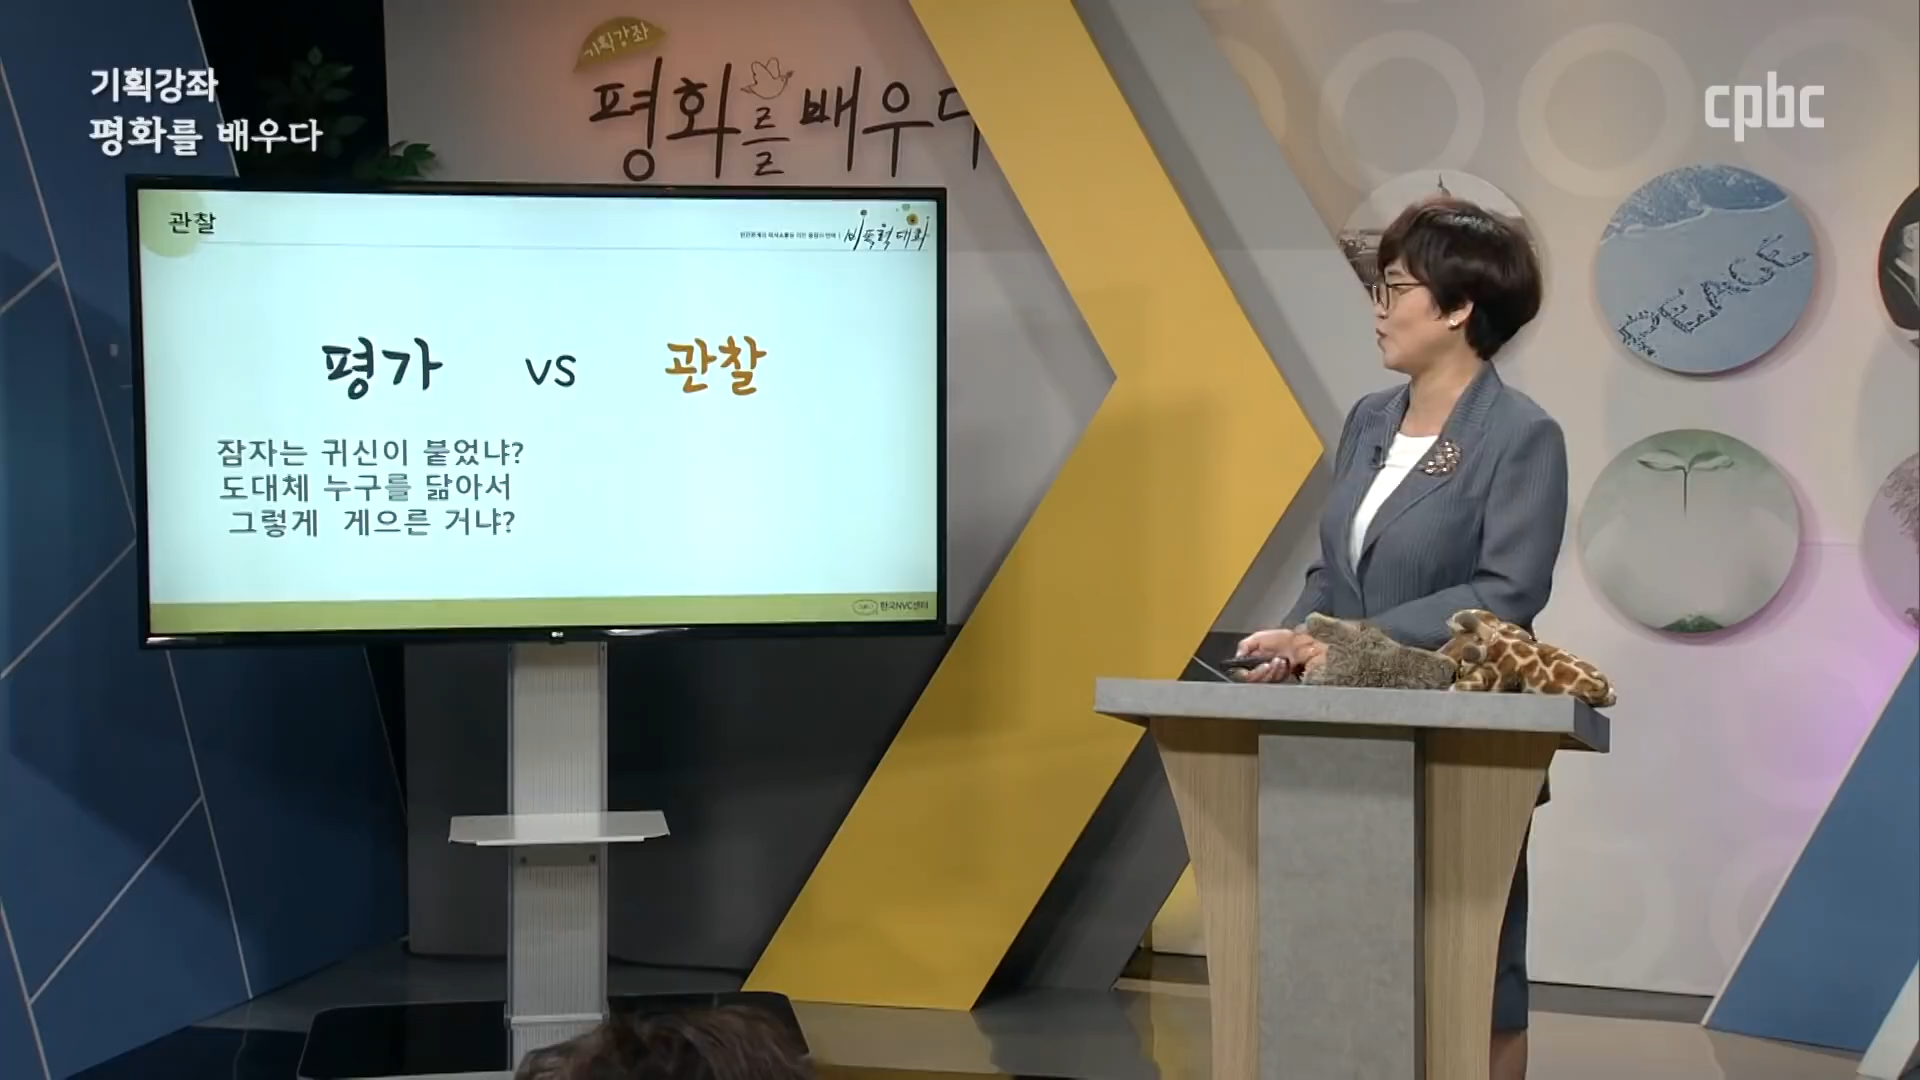 기획강좌
평화를 배우다
cpbc
기획강좌
평화를 배우다
관찰
비폭력대화
평가 vs 관찰
잠자는 귀신이 붙었냐?
도대체 누구를 닮아서
그렇게 게으른 거냐?
한국NVC센터
LG
PEACE